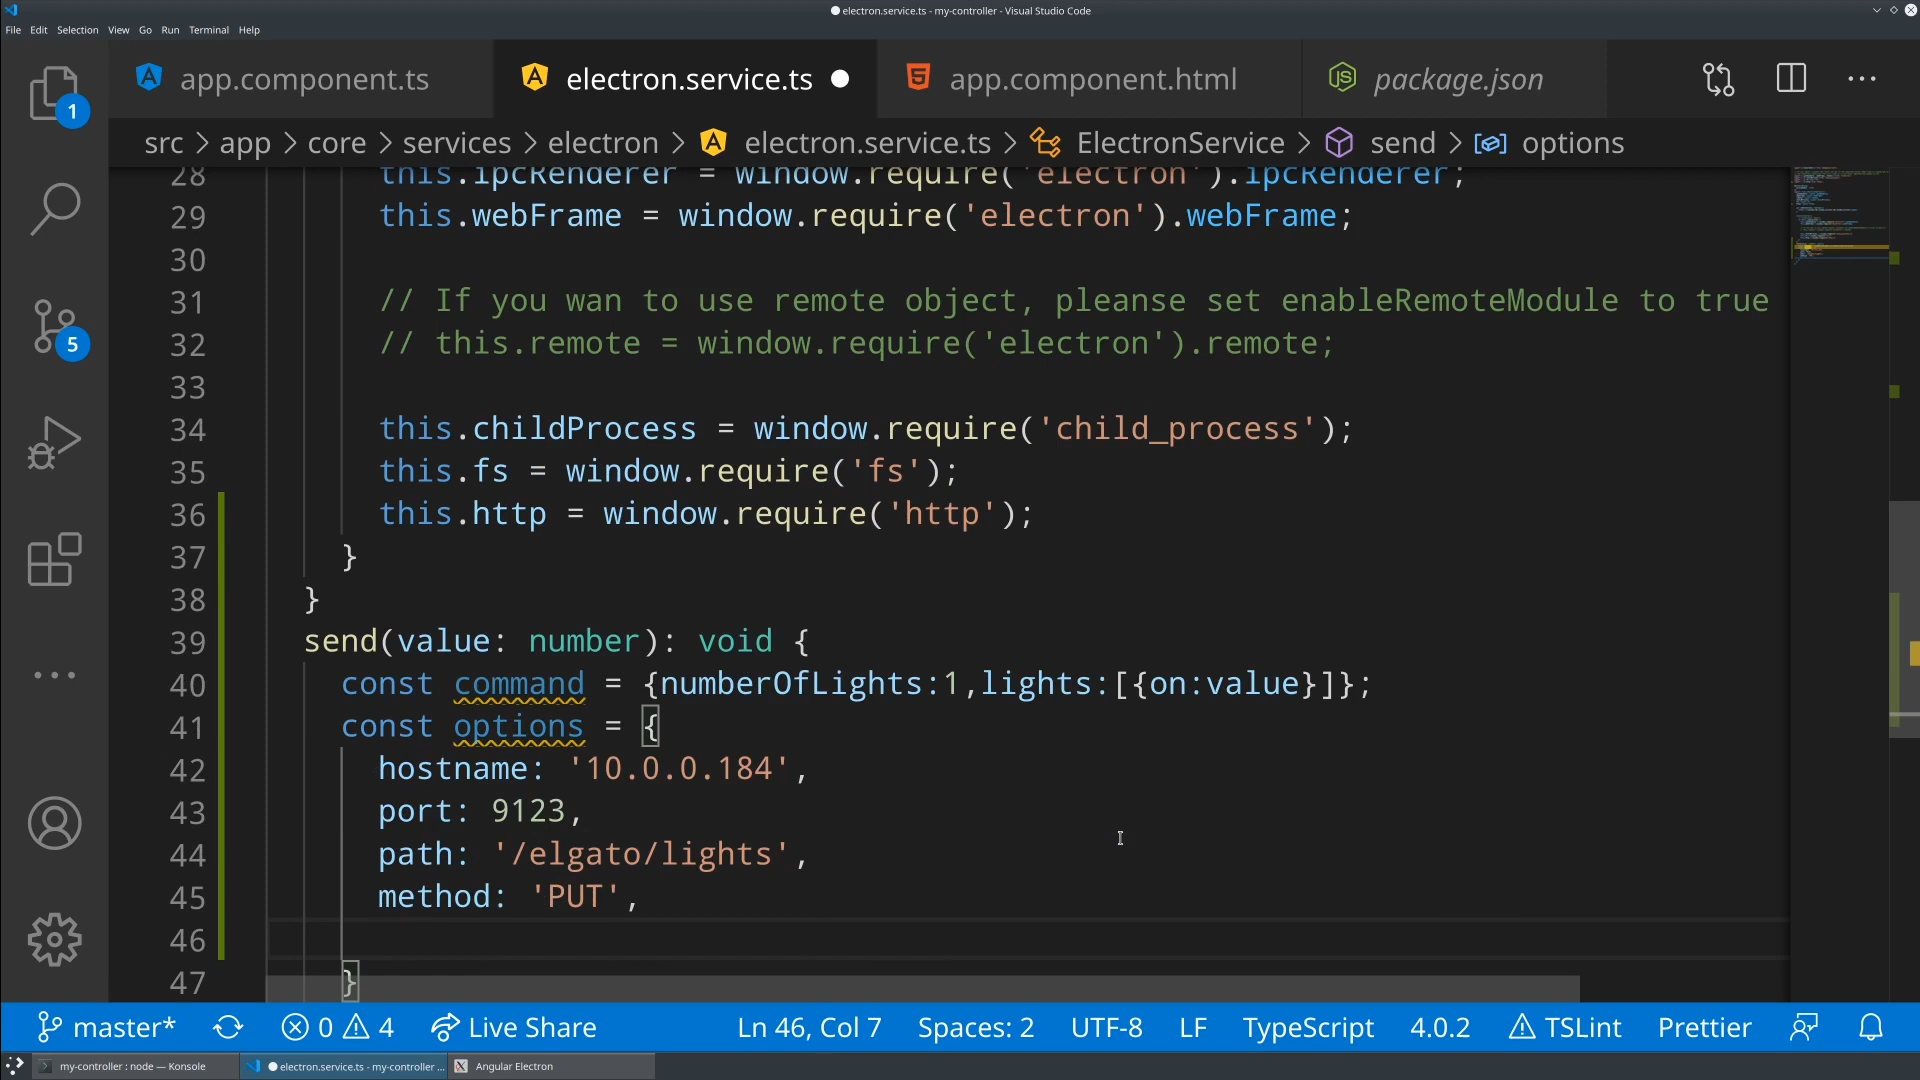 electron.service.ts - my-controller - Visual Studio Code
File Edit Selection View Go Run Terminal Help
app.component.ts electron.service.ts app.component.html package.json
1
src > app > core > services > electron > electron.service.ts > ElectronService > send > options
28 this.ipcRenderer = window.require('electron').ipcRenderer;
29 this.webFrame = window.require('electron').webFrame;
30
31 // If you wan to use remote object, pleanse set enableRemoteModule to true
32 // this.remote = window.require('electron').remote;
5
33
34 this.childProcess = window.require('child_process');
35 this.fs = window.require('fs');
36 this.http = window.require('http');
37 }
38 }
39 send(value: number): void {
40 const command = {numberOfLights:1,lights:[{on:value}]};
41 const options = {
42 hostname: '10.0.0.184',
43 port: 9123,
44 path: '/elgato/lights',
45 method: 'PUT',
46
47 }
master* 0 4 Live Share Ln 46, Col 7 Spaces: 2 UTF-8 LF TypeScript 4.0.2 TSLint Prettier
my-controller : node — Konsole electron.service.ts - my-controller ... Angular Electron